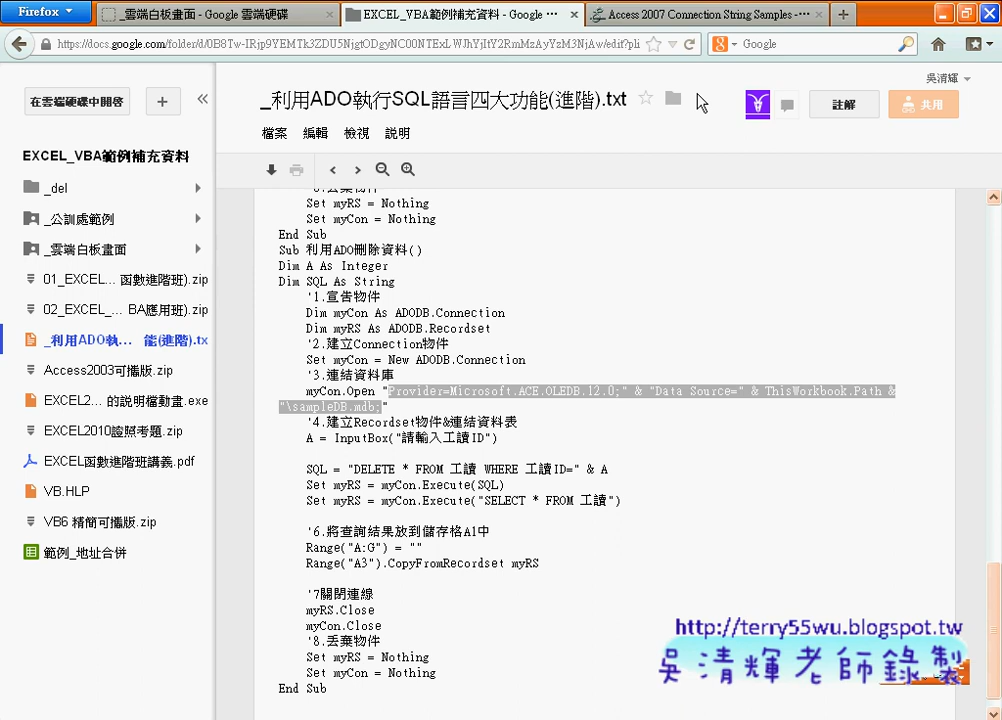 Firefox
_雲端白板畫面 - Google 雲端硬碟
EXCEL_VBA範例補充資料 - Google ···
Access 2007 Connection String Samples - ···
https://docs.google.com/folder/d/0B8Tw-IRjp9YEMTk3ZDU5NjgtODgyNC00NTExLWJhYjItY2RmMzAyYzM3NjAw/edit?pli
Google
吳清輝
在雲端硬碟中開啓
_利用ADO執行SQL語言四大功能(進階).txt
註解
共用
檔案 編輯 檢視 說明
EXCEL_VBA範例補充資料
_del
_公訓處範例
_雲端白板畫面
01_EXCEL... 函數進階班).zip
02_EXCEL_... BA應用班).zip
_利用ADO執... 能(進階).tx
Access2003可攜版.zip
EXCEL2... 的說明檔動畫.exe
EXCEL2010證照考題.zip
EXCEL函數進階班講義.pdf
VB.HLP
VB6 精簡可攜版.zip
範例_地址合併
Set myRS = Nothing
Set myCon = Nothing
End Sub
Sub 利用ADO刪除資料()
Dim A As Integer
Dim SQL As String
'1.宣告物件
Dim myCon As ADODB.Connection
Dim myRS As ADODB.Recordset
'2.建立Connection物件
Set myCon = New ADODB.Connection
'3.連結資料庫
myCon.Open "Provider=Microsoft.ACE.OLEDB.12.0;" & "Data Source=" & ThisWorkbook.Path &
"\sampleDB.mdb;"
'4.建立Recordset物件&連結資料表
A = InputBox("請輸入工讀ID")
SQL = "DELETE * FROM 工讀 WHERE 工讀ID=" & A
Set myRS = myCon.Execute(SQL)
Set myRS = myCon.Execute("SELECT * FROM 工讀")
'6.將查詢結果放到儲存格A1中
Range("A:G") = ""
Range("A3").CopyFromRecordset myRS
'7關閉連線
myRS.Close
myCon.Close
'8.丟棄物件
Set myRS = Nothing
Set myCon = Nothing
End Sub
http://terry55wu.blogspot.tw
吳清輝老師錄製